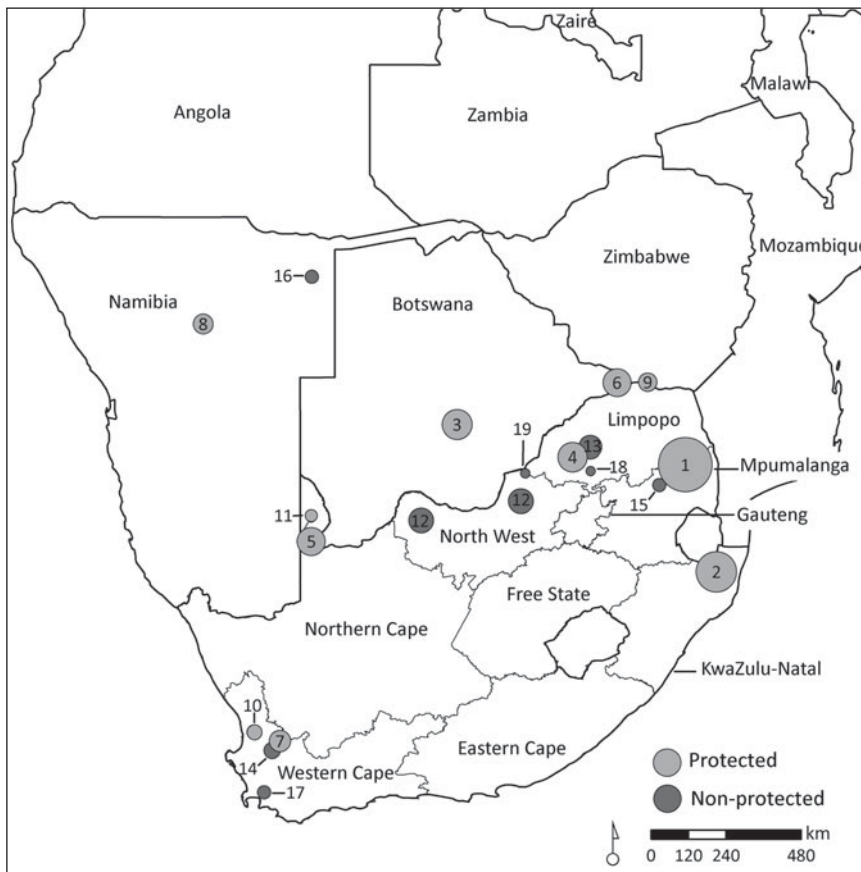 Zaire
Malawi
Angola
Zambia
Mozambique
Zimbabwe
16
Namibia
Botswana
8
6
9
Limpopo
3
19
13
4
1
18
Mpumalanga
15
12
11
12
Gauteng
North West
5
2
Free State
Northern Cape
KwaZulu-Natal
10
7
Eastern Cape
14
Western Cape
Protected
17
Non-protected
km
0 120 240 480